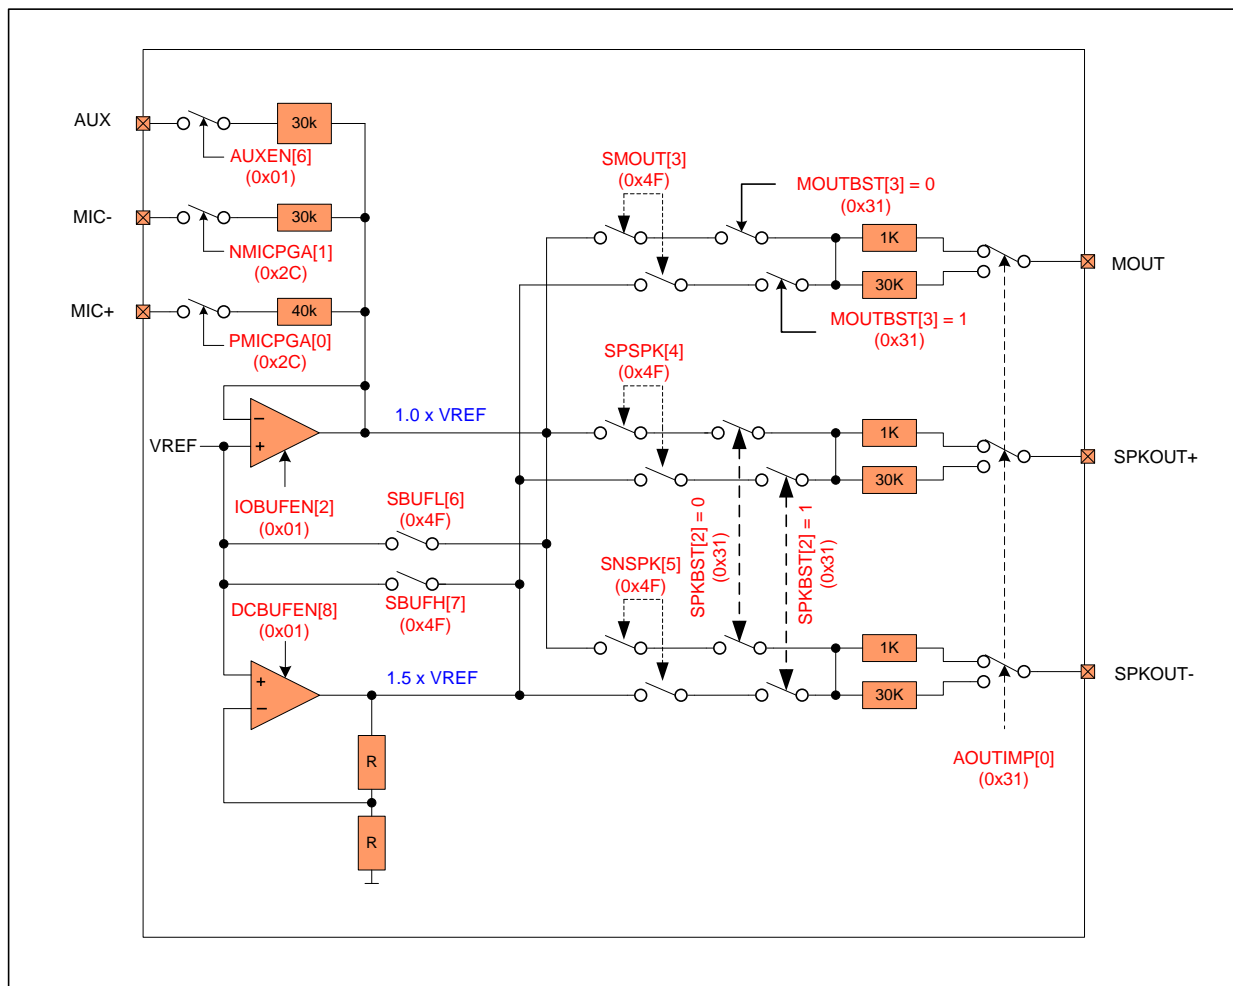 AUX
30k
AUXEN[6]
(0x01)
MIC-
30k
NMICPGA[1]
(0x2C)
MIC+
40k
PMICPGA[0]
(0x2C)
SMOUT[3]
(0x4F)
MOUTBST[3] = 0
(0x31)
1K
30K
MOUT
MOUTBST[3] = 1
(0x31)
SPSPK[4]
(0x4F)
1.0 x VREF
VREF
−
+
IOBUFEN[2]
(0x01)
1K
30K
SPKOUT+
SBUFL[6]
(0x4F)
SBUFH[7]
(0x4F)
SPKBST[2] = 0
(0x31)
SPKBST[2] = 1
(0x31)
SNSPK[5]
(0x4F)
DCBUFEN[8]
(0x01)
+
−
1.5 x VREF
1K
30K
SPKOUT-
R
R
AOUTIMP[0]
(0x31)